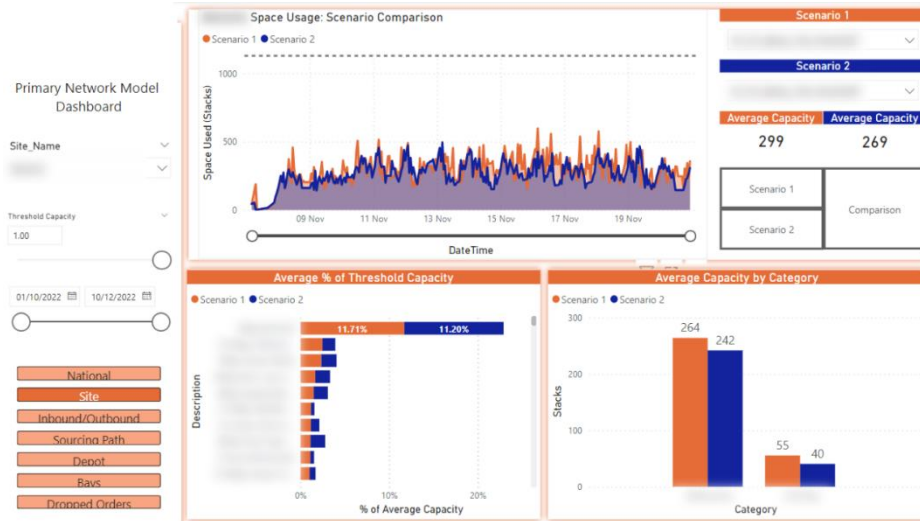 Primary Network Model
Dashboard
Site_Name
Threshold Capacity
1.00
01/10/2022
10/12/2022
National
Site
Inbound/Outbound
Sourcing Path
Depot
Bays
Dropped Orders
Space Usage: Scenario Comparison
Scenario 1 Scenario 2
Space Used (Stacks)
1000
500
0
09 Nov 11 Nov 13 Nov 15 Nov 17 Nov 19 Nov
DateTime
Scenario 1
Scenario 2
Average Capacity Average Capacity
299 269
Scenario 1
Scenario 2
Comparison
Average % of Threshold Capacity
Scenario 1 Scenario 2
Description
11.71% 11.20%
0% 10% 20%
% of Average Capacity
Average Capacity by Category
Scenario 1 Scenario 2
Stacks
300
200
100
0
264
242
55
40
Category